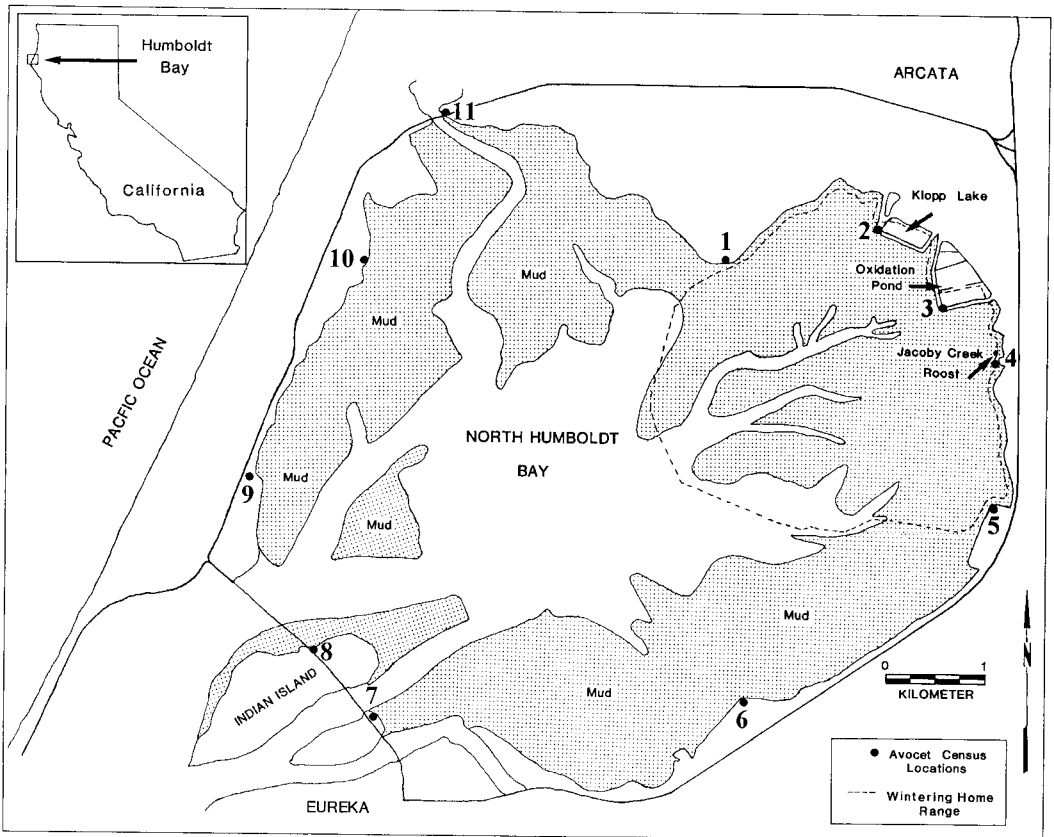 Humboldt
Bay
California
ARCATA
11
Klopp Lake
2
1
10
Mud
Oxidation
Pond
3
Mud
Jacoby Creek
Roost
4
PACFIC OCEAN
NORTH HUMBOLDT
BAY
Mud
9
Mud
5
Mud
N
0 1
KILOMETER
8
INDIAN ISLAND
7
Mud
6
Avocet Census
Locations
Wintering Home
Range
EUREKA